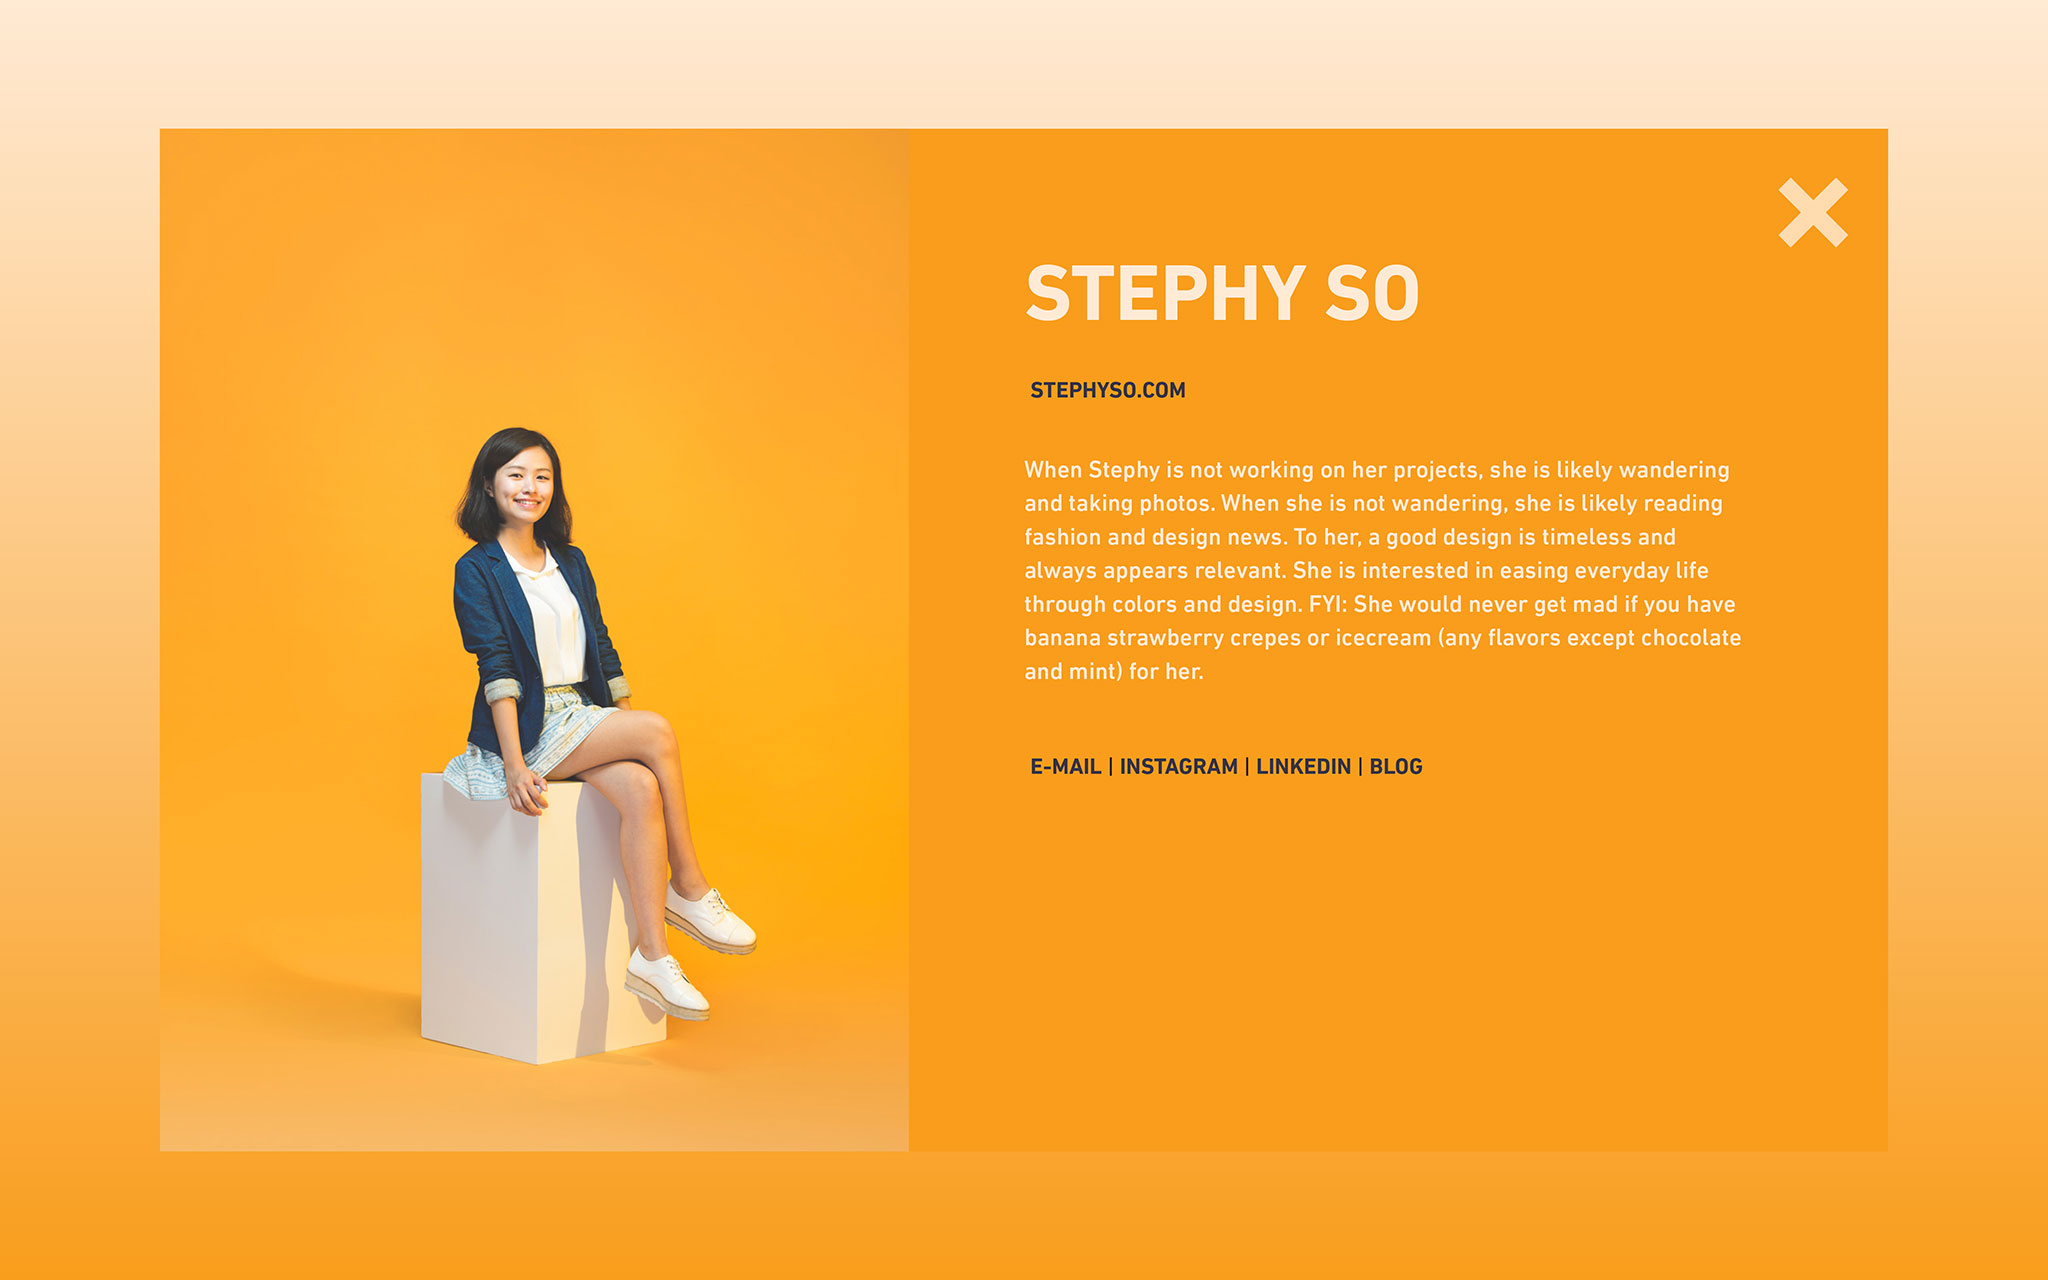 STEPHY SO
STEPHYSO.COM
When Stephy is not working on her projects, she is likely wandering
and taking photos. When she is not wandering, she is likely reading
fashion and design news. To her, a good design is timeless and
always appears relevant. She is interested in easing everyday life
through colors and design. FYI: She would never get mad if you have
banana strawberry crepes or icecream (any flavors except chocolate
and mint) for her.
E-MAIL | INSTAGRAM | LINKEDIN | BLOG